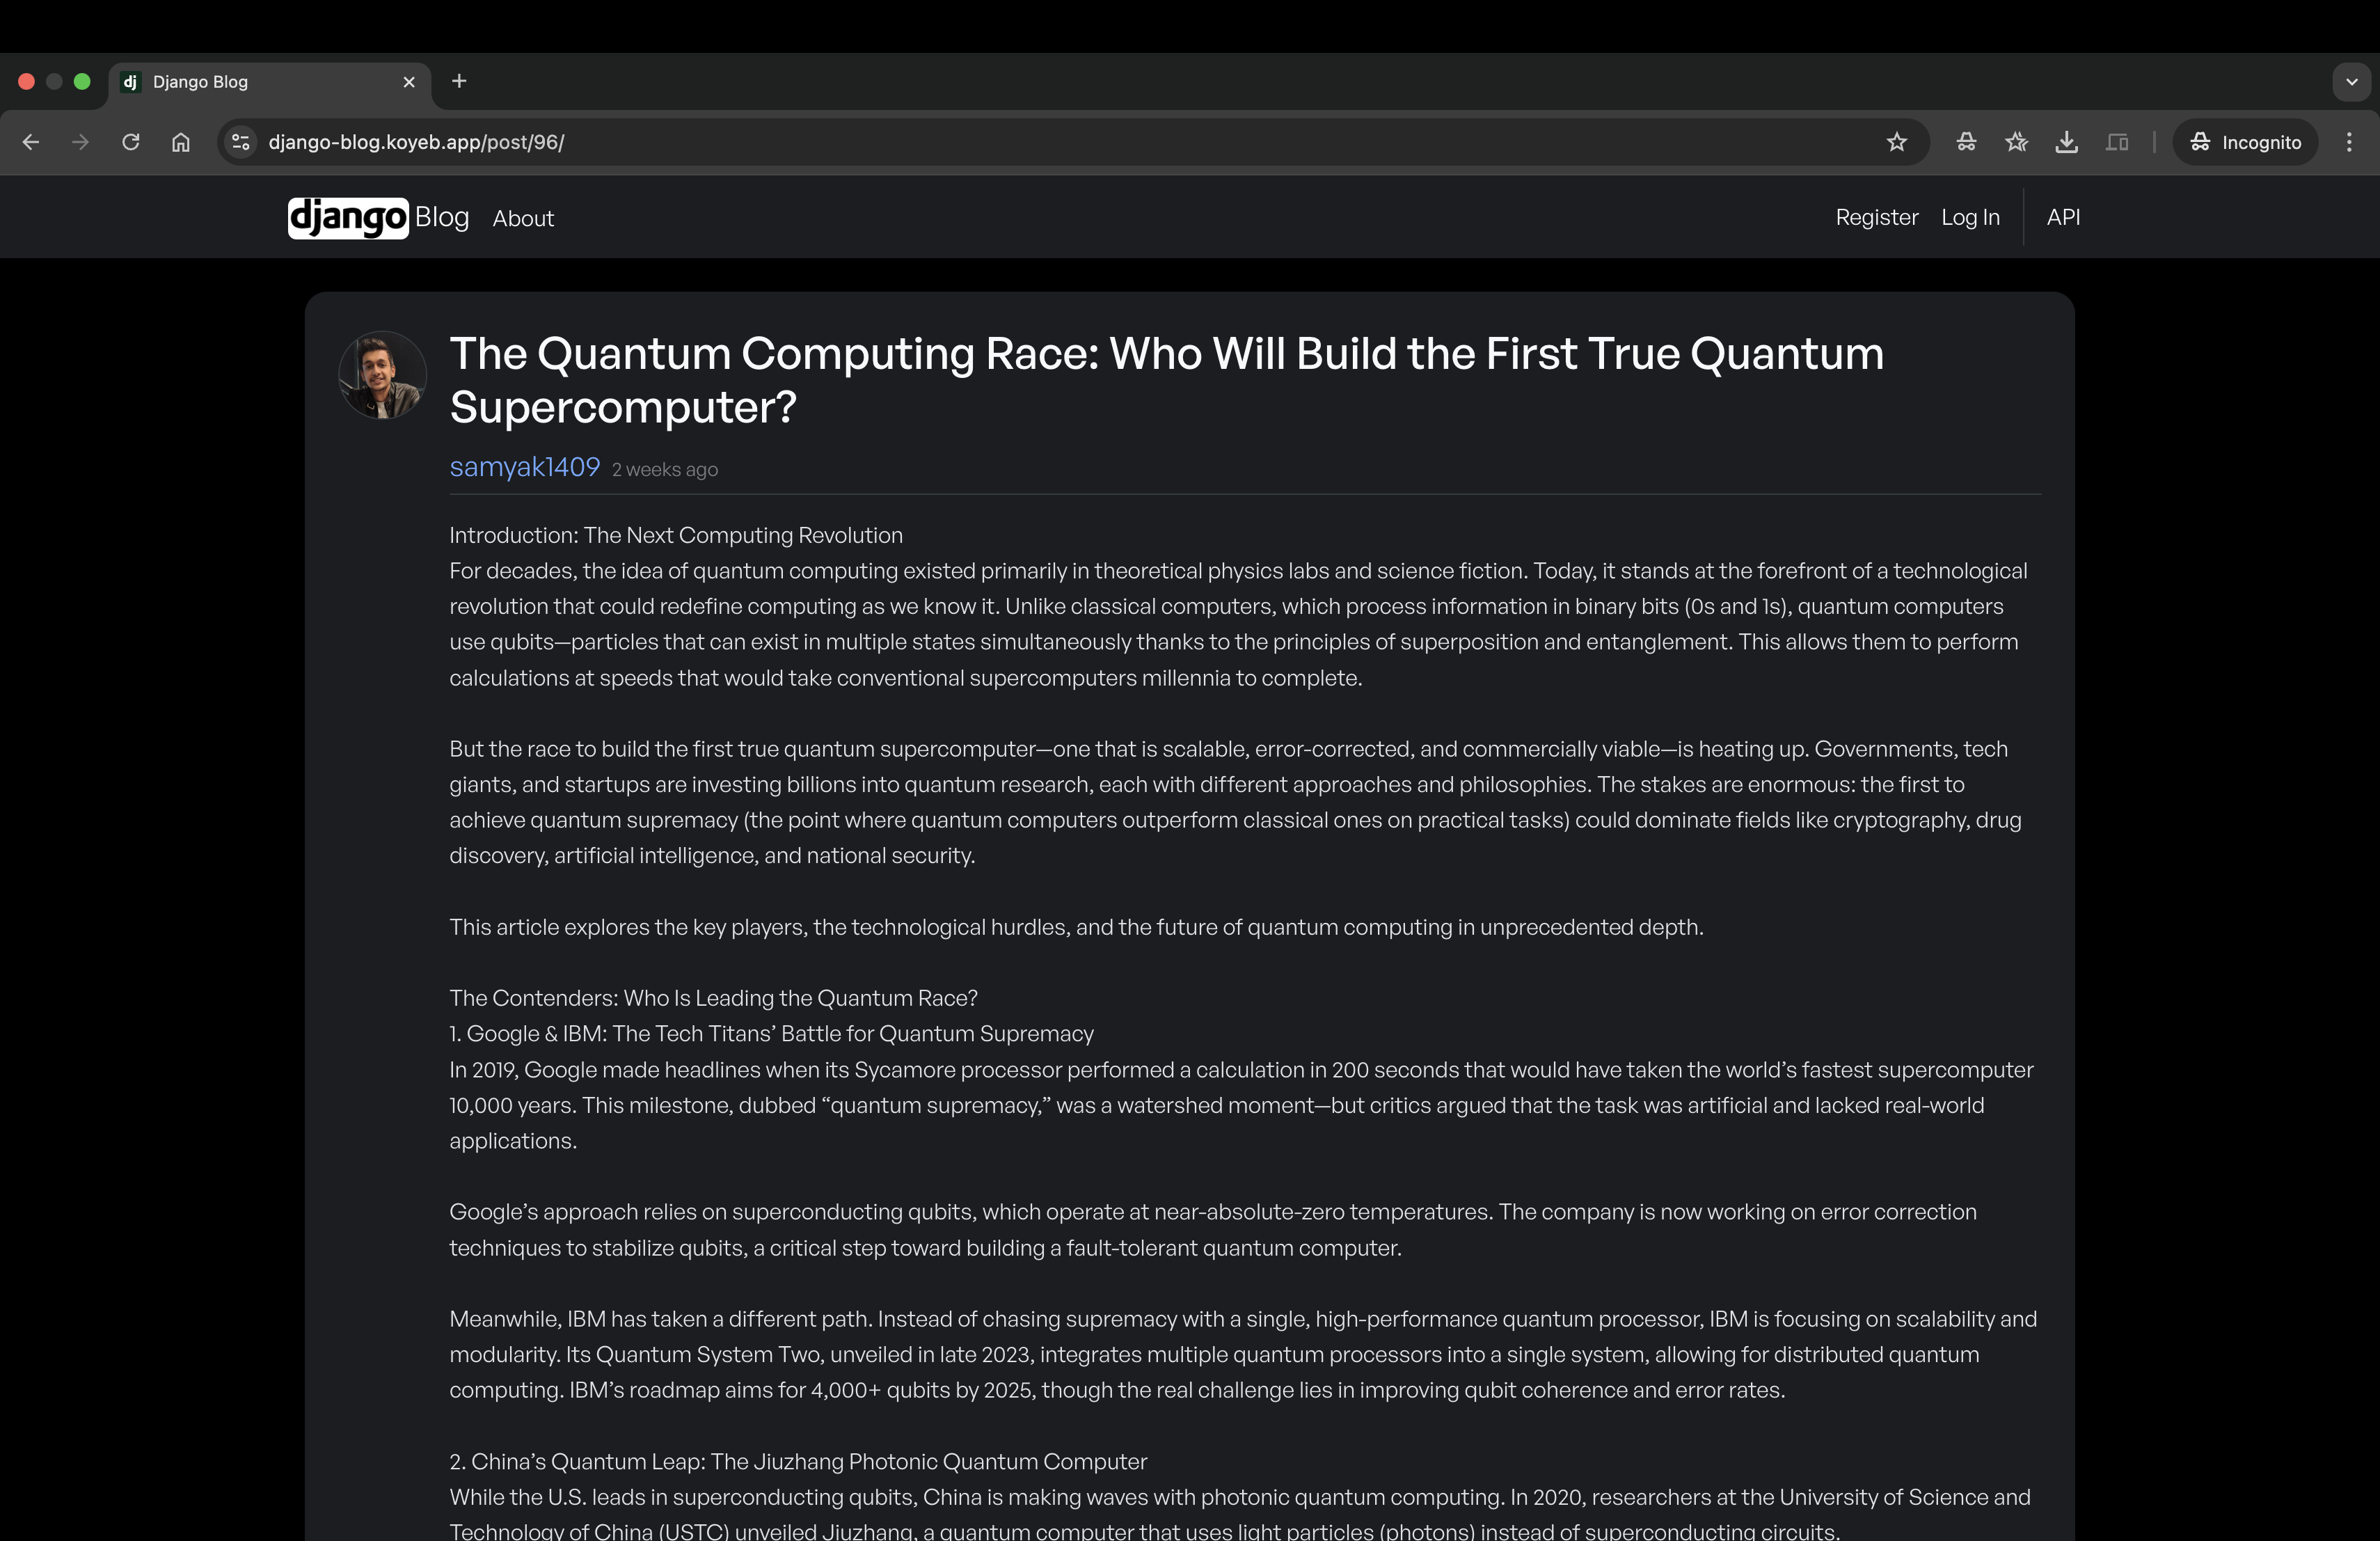 dj Django Blog
django-blog.koyeb.app/post/96/
Incognito
django Blog About
Register Log In API
The Quantum Computing Race: Who Will Build the First True Quantum
Supercomputer?
samyak1409 2 weeks ago
Introduction: The Next Computing Revolution
For decades, the idea of quantum computing existed primarily in theoretical physics labs and science fiction. Today, it stands at the forefront of a technological
revolution that could redefine computing as we know it. Unlike classical computers, which process information in binary bits (0s and 1s), quantum computers
use qubits—particles that can exist in multiple states simultaneously thanks to the principles of superposition and entanglement. This allows them to perform
calculations at speeds that would take conventional supercomputers millennia to complete.
But the race to build the first true quantum supercomputer—one that is scalable, error-corrected, and commercially viable—is heating up. Governments, tech
giants, and startups are investing billions into quantum research, each with different approaches and philosophies. The stakes are enormous: the first to
achieve quantum supremacy (the point where quantum computers outperform classical ones on practical tasks) could dominate fields like cryptography, drug
discovery, artificial intelligence, and national security.
This article explores the key players, the technological hurdles, and the future of quantum computing in unprecedented depth.
The Contenders: Who Is Leading the Quantum Race?
1. Google & IBM: The Tech Titans’ Battle for Quantum Supremacy
In 2019, Google made headlines when its Sycamore processor performed a calculation in 200 seconds that would have taken the world’s fastest supercomputer
10,000 years. This milestone, dubbed “quantum supremacy,” was a watershed moment—but critics argued that the task was artificial and lacked real-world
applications.
Google’s approach relies on superconducting qubits, which operate at near-absolute-zero temperatures. The company is now working on error correction
techniques to stabilize qubits, a critical step toward building a fault-tolerant quantum computer.
Meanwhile, IBM has taken a different path. Instead of chasing supremacy with a single, high-performance quantum processor, IBM is focusing on scalability and
modularity. Its Quantum System Two, unveiled in late 2023, integrates multiple quantum processors into a single system, allowing for distributed quantum
computing. IBM’s roadmap aims for 4,000+ qubits by 2025, though the real challenge lies in improving qubit coherence and error rates.
2. China’s Quantum Leap: The Jiuzhang Photonic Quantum Computer
While the U.S. leads in superconducting qubits, China is making waves with photonic quantum computing. In 2020, researchers at the University of Science and
Technology of China (USTC) unveiled Jiuzhang, a quantum computer that uses light particles (photons) instead of superconducting circuits.